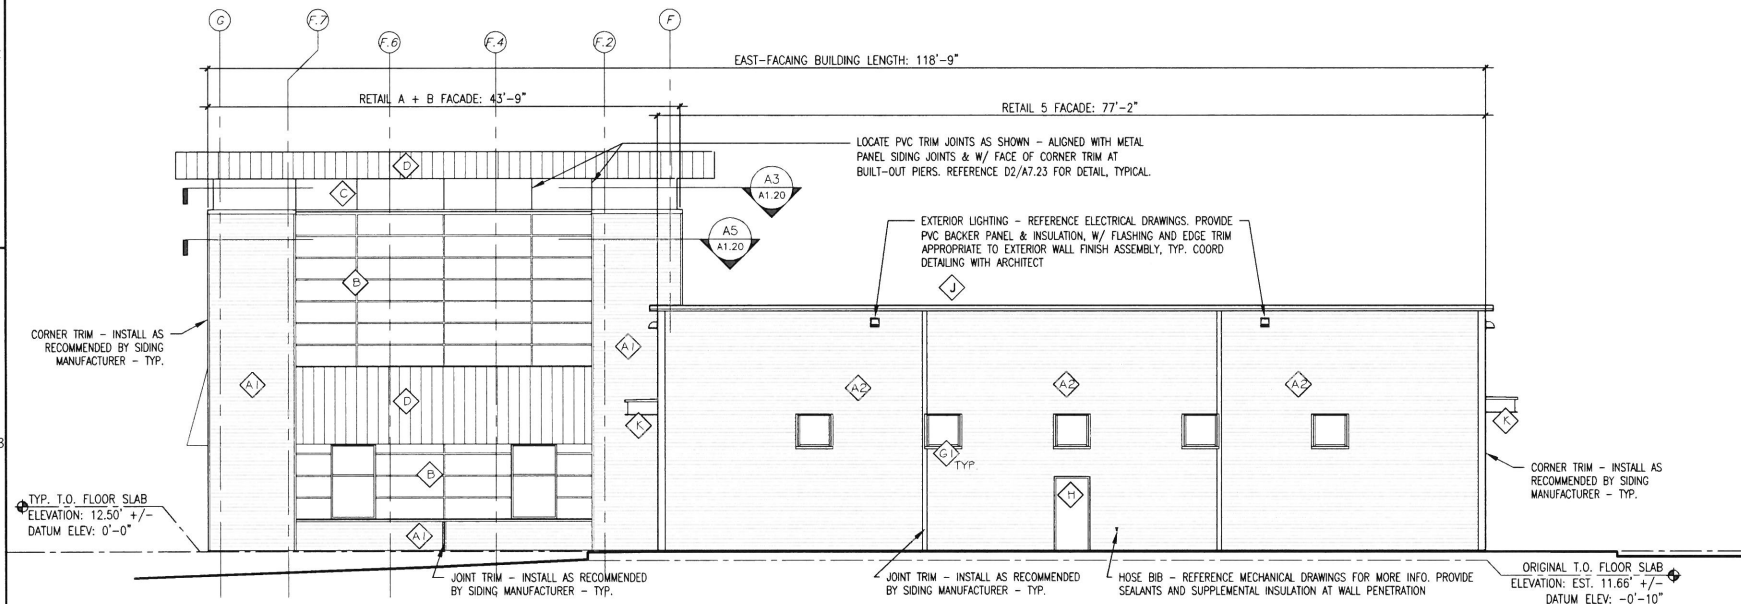 G
F.7
F.6
F.4
F.2
F
EAST-FACAING BUILDING LENGTH: 118'-9"
RETAIL A + B FACADE: 43'-9"
RETAIL 5 FACADE: 77'-2"
LOCATE PVC TRIM JOINTS AS SHOWN - ALIGNED WITH METAL
PANEL SIDING JOINTS & W/ FACE OF CORNER TRIM AT
BUILT-OUT PIERS. REFERENCE D2/A7.23 FOR DETAIL, TYPICAL.
D
C
A3
A1.20
A5
A1.20
EXTERIOR LIGHTING - REFERENCE ELECTRICAL DRAWINGS. PROVIDE
PVC BACKER PANEL & INSULATION, W/ FLASHING AND EDGE TRIM
APPROPRIATE TO EXTERIOR WALL FINISH ASSEMBLY, TYP. COORD
DETAILING WITH ARCHITECT
B
J
CORNER TRIM - INSTALL AS
RECOMMENDED BY SIDING
MANUFACTURER - TYP.
A1
A1
D
A2
A2
A2
K
K
B
G1
TYP.
H
CORNER TRIM - INSTALL AS
RECOMMENDED BY SIDING
MANUFACTURER - TYP.
TYP. T.O. FLOOR SLAB
ELEVATION: 12.50' +/-
DATUM ELEV: 0'-0"
A1
JOINT TRIM - INSTALL AS RECOMMENDED
BY SIDING MANUFACTURER - TYP.
JOINT TRIM - INSTALL AS RECOMMENDED
BY SIDING MANUFACTURER - TYP.
HOSE BIB - REFERENCE MECHANICAL DRAWINGS FOR MORE INFO. PROVIDE
SEALANTS AND SUPPLEMENTAL INSULATION AT WALL PENETRATION
ORIGINAL T.O. FLOOR SLAB
ELEVATION: EST. 11.66' +/-
DATUM ELEV: -0'-10"